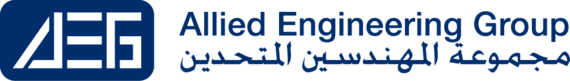 AEG
Allied Engineering Group
مجموعة المهندسين المتحدين